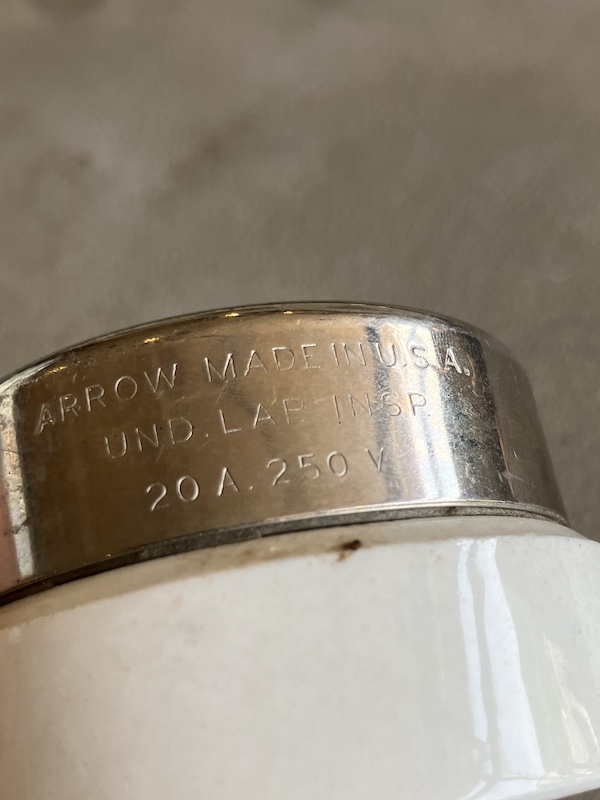 ARROW MADE IN U.S.A.
UND. LAB. INSP.
20 A. 250 V